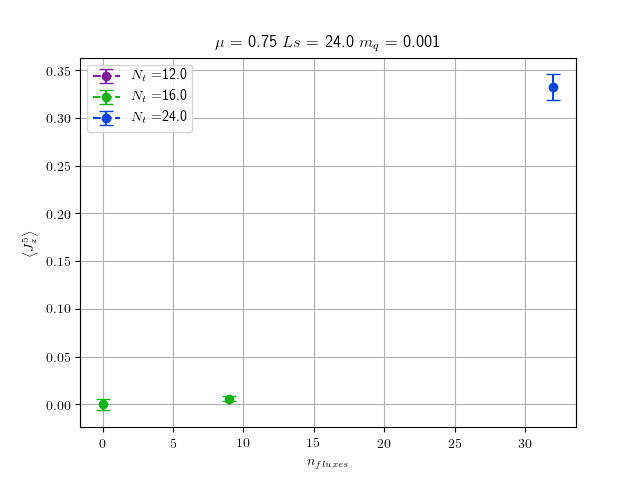 μ = 0.75 Ls = 24.0 m_q = 0.001
N_t =12.0
N_t =16.0
N_t =24.0
0.35
0.30
0.25
0.20
0.15
0.10
0.05
0.00
⟨J_z^5⟩
0 5 10 15 20 25 30
n_fluxes